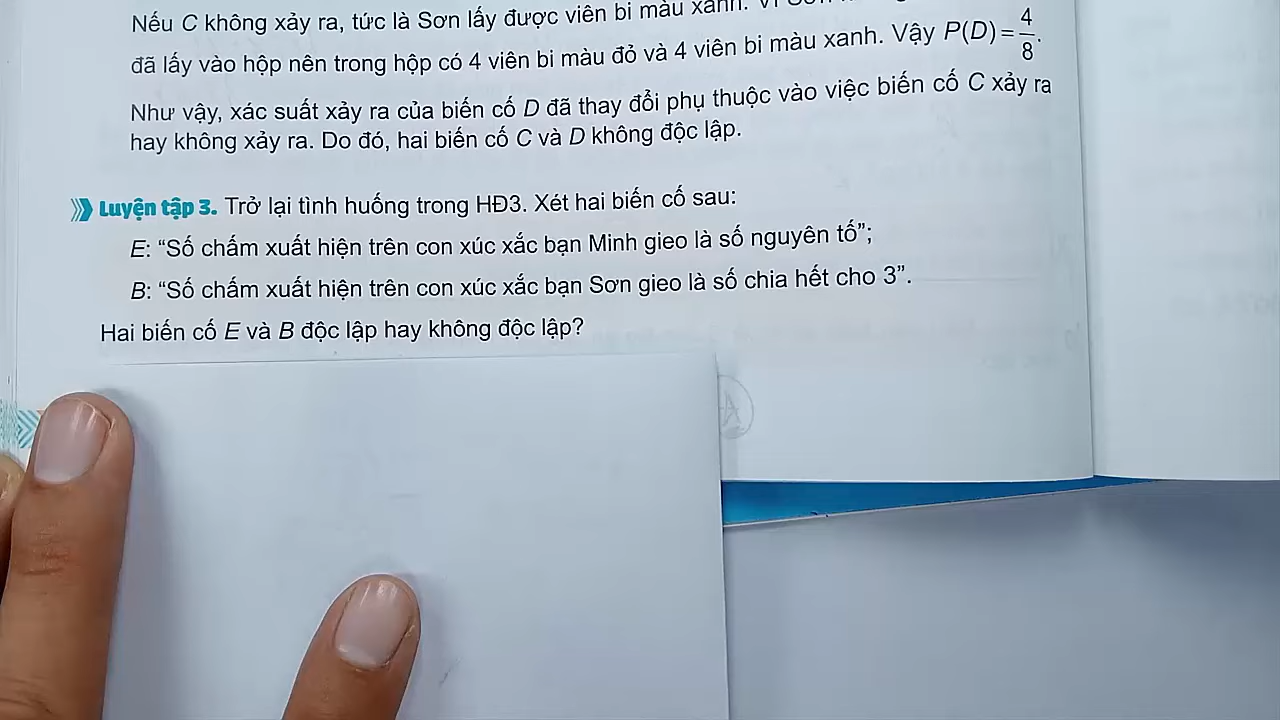 Nếu C không xảy ra, tức là Sơn lấy được viên bi màu xanh. Vì
đã lấy vào hộp nên trong hộp có 4 viên bi màu đỏ và 4 viên bi màu xanh. Vậy P(D)=4/8.
Như vậy, xác suất xảy ra của biến cố D đã thay đổi phụ thuộc vào việc biến cố C xảy ra
hay không xảy ra. Do đó, hai biến cố C và D không độc lập.
Luyện tập 3. Trở lại tình huống trong HĐ3. Xét hai biến cố sau:
E: “Số chấm xuất hiện trên con xúc xắc bạn Minh gieo là số nguyên tố”;
B: “Số chấm xuất hiện trên con xúc xắc bạn Sơn gieo là số chia hết cho 3”.
Hai biến cố E và B độc lập hay không độc lập?